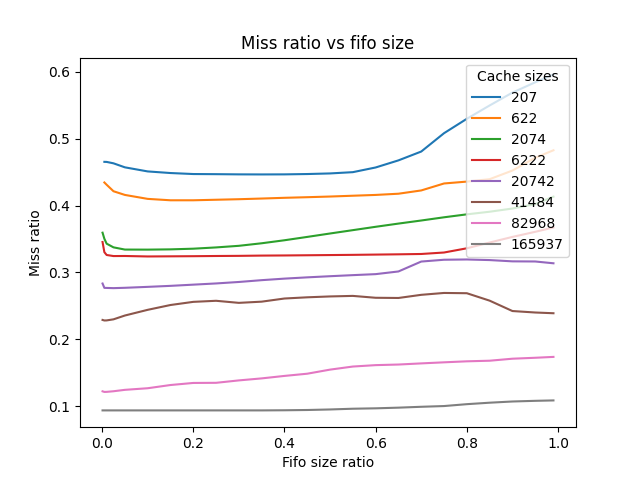 Miss ratio vs fifo size
Cache sizes
207
622
2074
6222
20742
41484
82968
165937
0.6
0.5
0.4
0.3
0.2
0.1
Miss ratio
0.0 0.2 0.4 0.6 0.8 1.0
Fifo size ratio